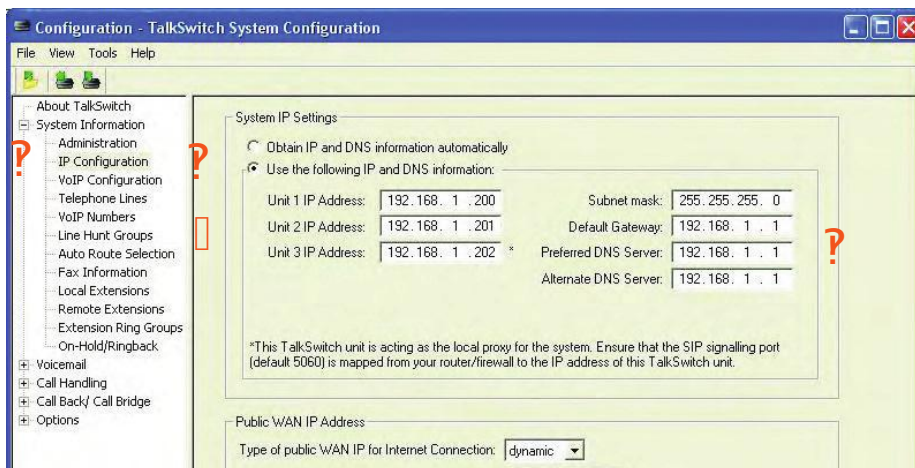 Configuration - TalkSwitch System Configuration
File View Tools Help
About TalkSwitch
System Information
Administration
IP Configuration
VoIP Configuration
Telephone Lines
VoIP Numbers
Line Hunt Groups
Auto Route Selection
Fax Information
Local Extensions
Remote Extensions
Extension Ring Groups
On-Hold/Ringback
Voicemail
Call Handling
Call Back/ Call Bridge
Options
System IP Settings
Obtain IP and DNS information automatically
Use the following IP and DNS information:
Unit 1 IP Address: 192.168. 1 .200
Unit 2 IP Address: 192.168. 1 .201
Unit 3 IP Address: 192.168. 1 .202 *
Subnet mask: 255.255.255. 0
Default Gateway: 192.168. 1 . 1
Preferred DNS Server: 192.168. 1 . 1
Alternate DNS Server: 192.168. 1 . 1
*This TalkSwitch unit is acting as the local proxy for the system. Ensure that the SIP signalling port
(default 5060) is mapped from your router/firewall to the IP address of this TalkSwitch unit.
Public WAN IP Address
Type of public WAN IP for Internet Connection: dynamic